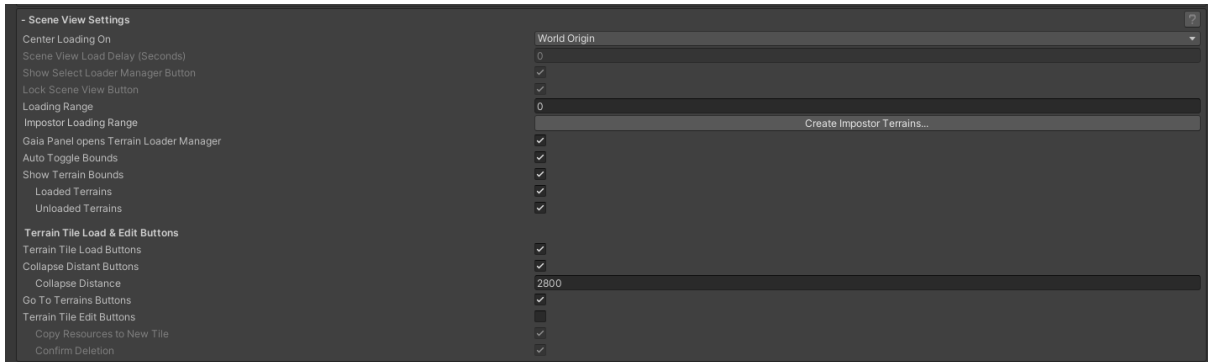 - Scene View Settings ?
Center Loading On World Origin
Scene View Load Delay (Seconds) 0
Show Select Loader Manager Button
Lock Scene View Button
Loading Range 0
Impostor Loading Range Create Impostor Terrains...
Gaia Panel opens Terrain Loader Manager
Auto Toggle Bounds
Show Terrain Bounds
Loaded Terrains
Unloaded Terrains
Terrain Tile Load & Edit Buttons
Terrain Tile Load Buttons
Collapse Distant Buttons
Collapse Distance 2800
Go To Terrains Buttons
Terrain Tile Edit Buttons
Copy Resources to New Tile
Confirm Deletion